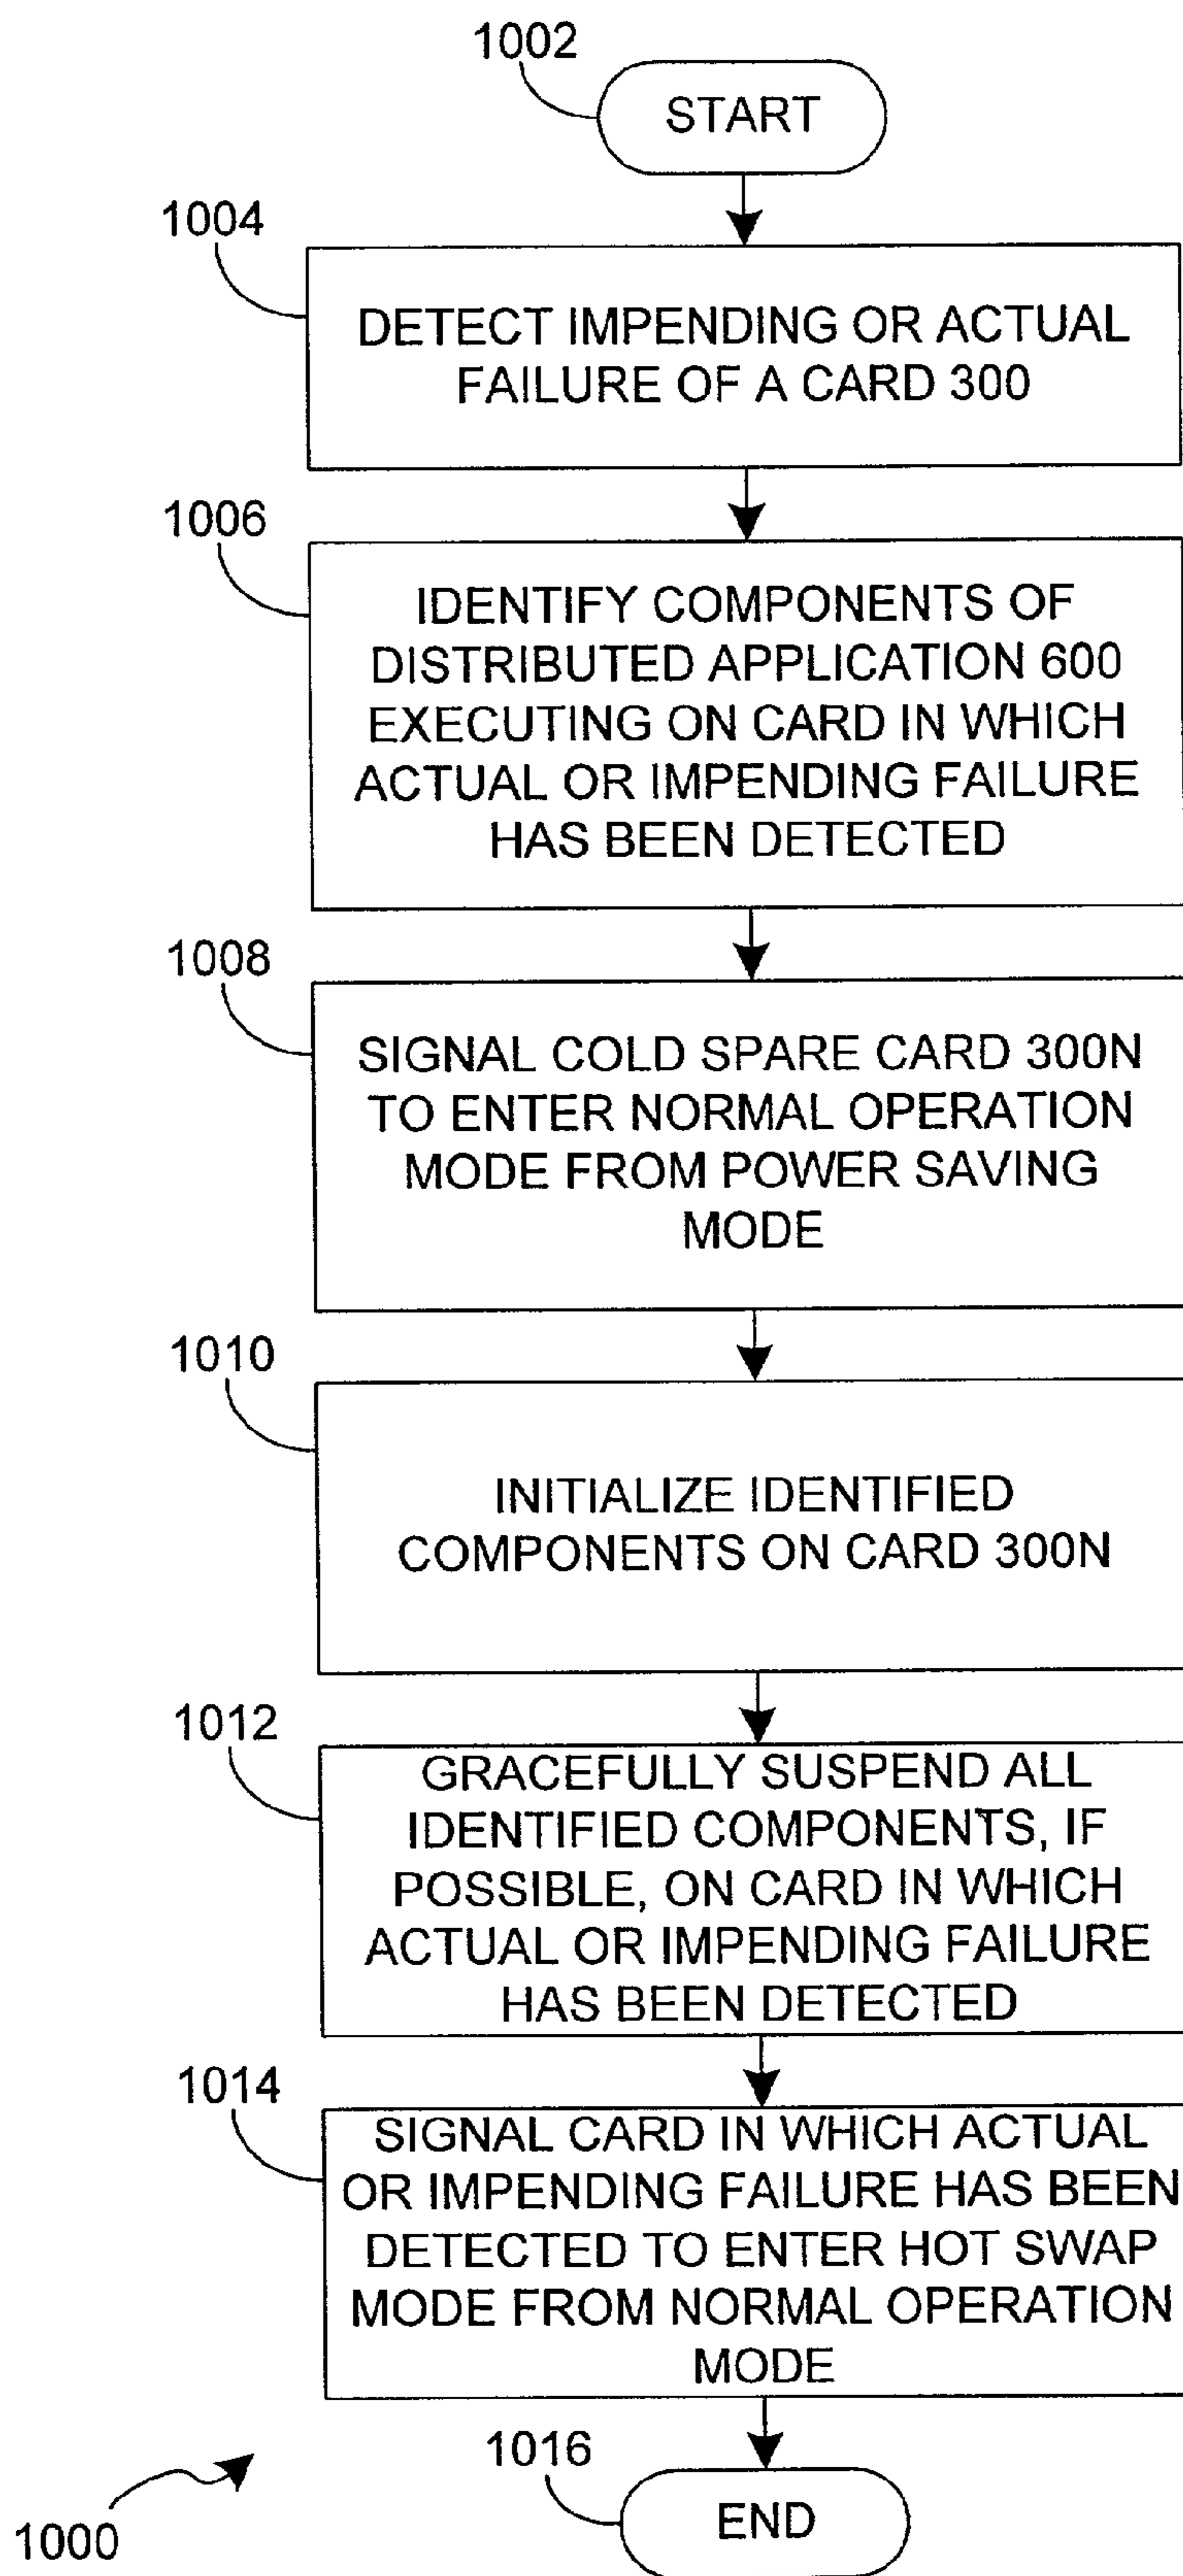 1002
START
1004
DETECT IMPENDING OR ACTUAL
FAILURE OF A CARD 300
1006
IDENTIFY COMPONENTS OF
DISTRIBUTED APPLICATION 600
EXECUTING ON CARD IN WHICH
ACTUAL OR IMPENDING FAILURE
HAS BEEN DETECTED
1008
SIGNAL COLD SPARE CARD 300N
TO ENTER NORMAL OPERATION
MODE FROM POWER SAVING
MODE
1010
INITIALIZE IDENTIFIED
COMPONENTS ON CARD 300N
1012
GRACEFULLY SUSPEND ALL
IDENTIFIED COMPONENTS, IF
POSSIBLE, ON CARD IN WHICH
ACTUAL OR IMPENDING FAILURE
HAS BEEN DETECTED
1014
SIGNAL CARD IN WHICH ACTUAL
OR IMPENDING FAILURE HAS BEEN
DETECTED TO ENTER HOT SWAP
MODE FROM NORMAL OPERATION
MODE
1016
END
1000